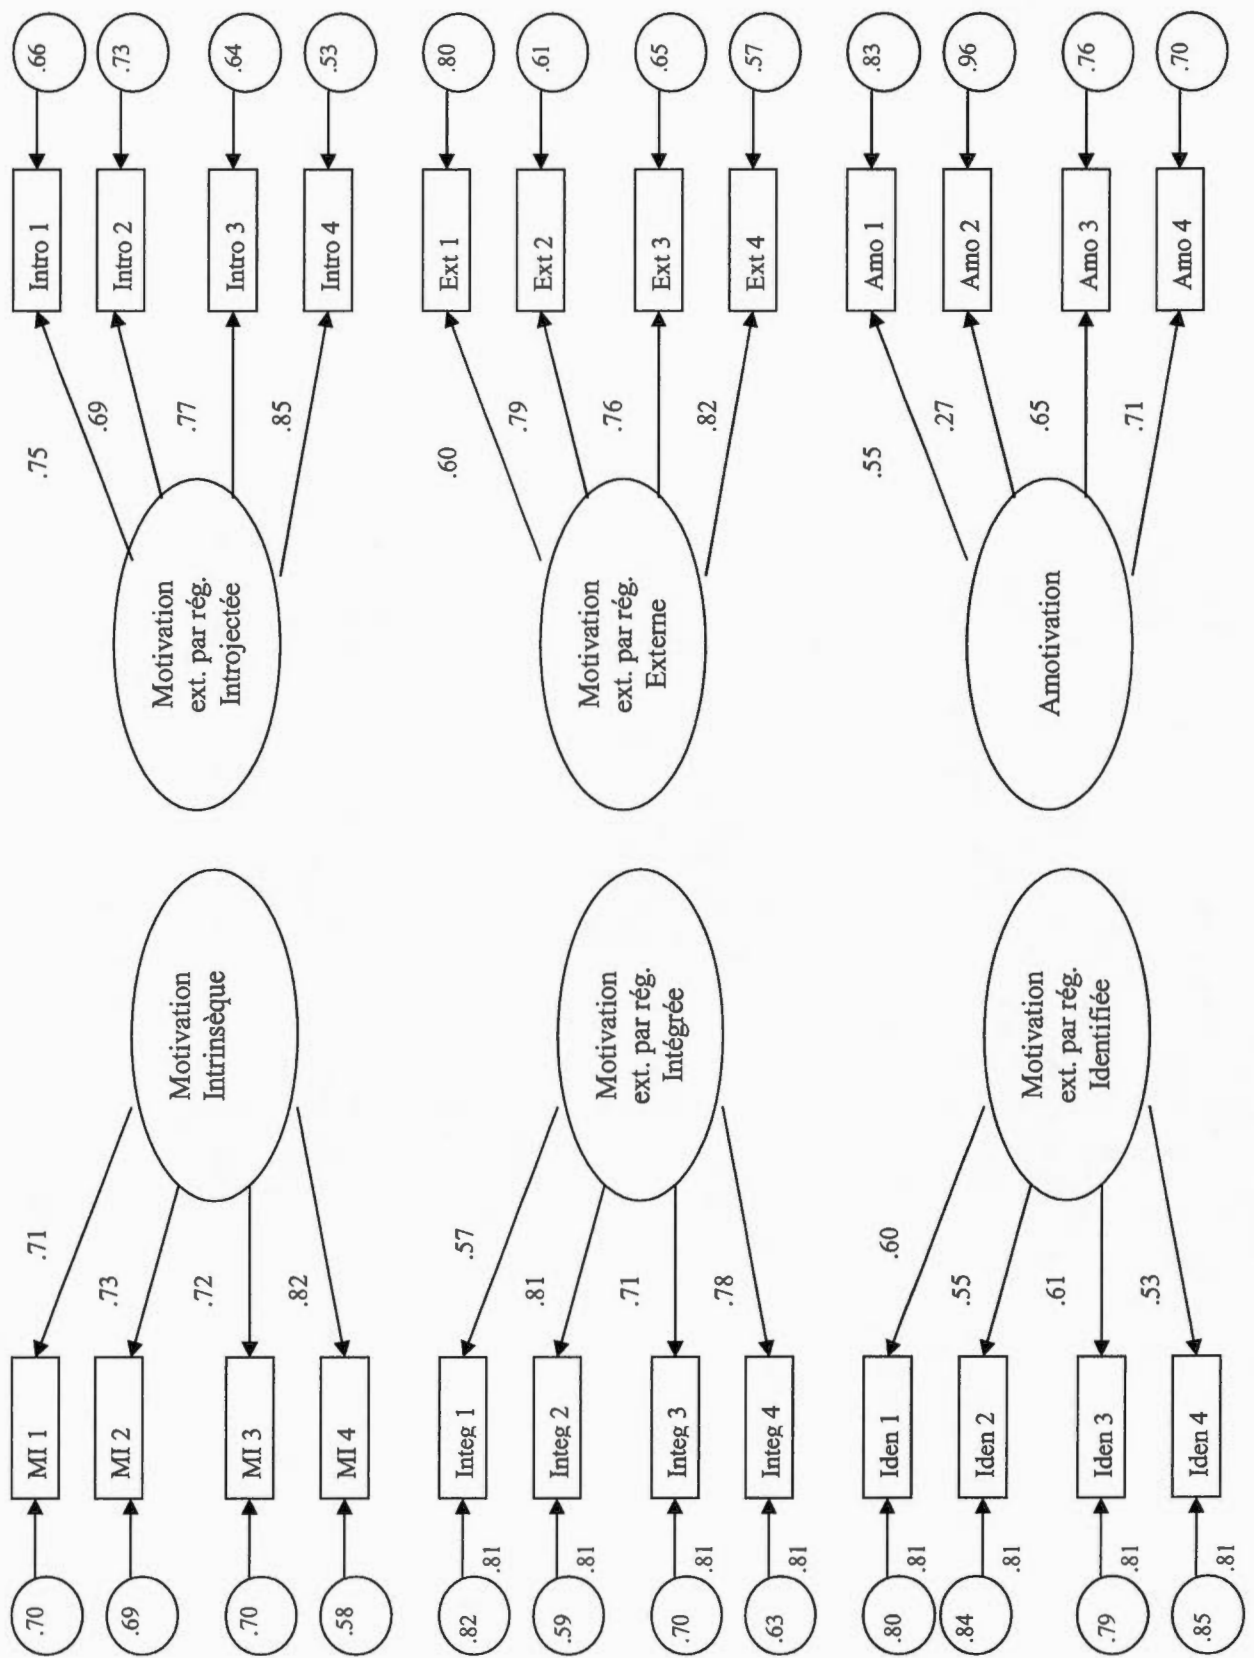 .70
MI 1
.71
.69
MI 2
.73
.70
MI 3
.72
.58
MI 4
.82
Motivation
Intrinsèque
Motivation
ext. par rég.
Introjectée
.75
Intro 1
.66
.69
Intro 2
.73
.77
Intro 3
.64
.85
Intro 4
.53
.82
.81
Integ 1
.57
.59
.81
Integ 2
.81
.70
.81
Integ 3
.71
.63
.81
Integ 4
.78
Motivation
ext. par rég.
Intégrée
Motivation
ext. par rég.
Externe
.60
Ext 1
.80
.79
Ext 2
.61
.76
Ext 3
.65
.82
Ext 4
.57
.80
.81
Iden 1
.60
.84
.81
Iden 2
.55
.79
.81
Iden 3
.61
.85
.81
Iden 4
.53
Motivation
ext. par rég.
Identifiée
Amotivation
.55
Amo 1
.83
.27
Amo 2
.96
.65
Amo 3
.76
.71
Amo 4
.70